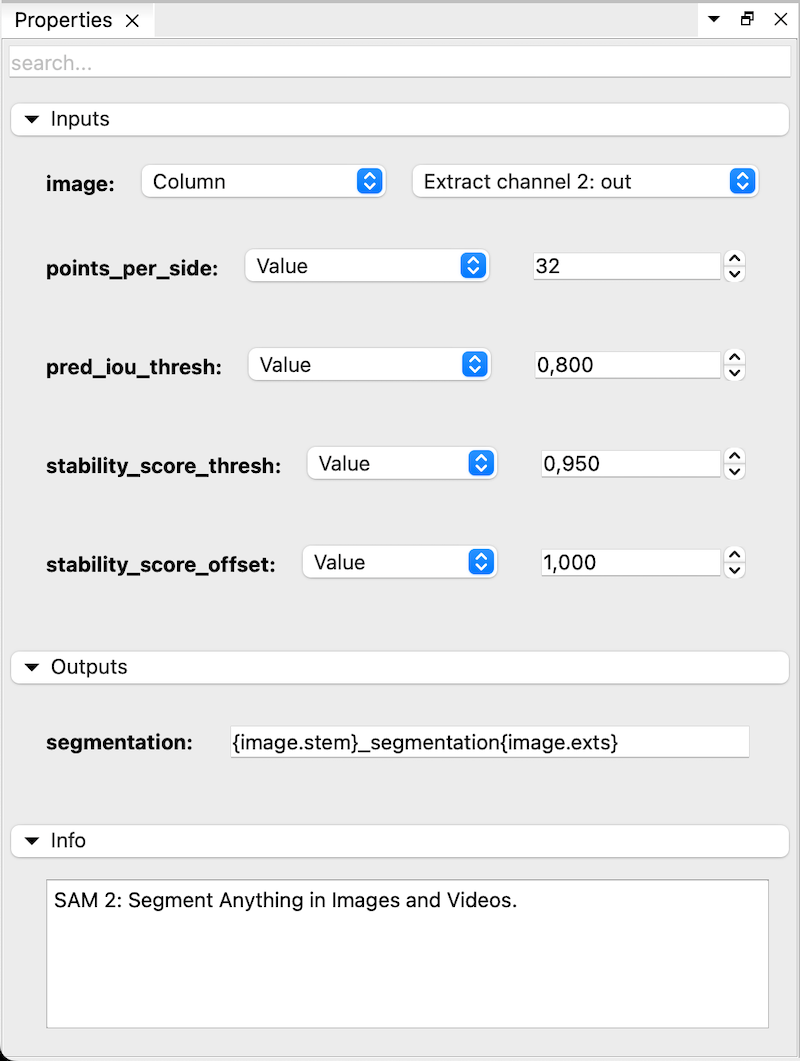 Properties
search...
Inputs
image: Column Extract channel 2: out
points_per_side: Value 32
pred_iou_thresh: Value 0,800
stability_score_thresh: Value 0,950
stability_score_offset: Value 1,000
Outputs
segmentation: {image.stem}_segmentation{image.exts}
Info
SAM 2: Segment Anything in Images and Videos.